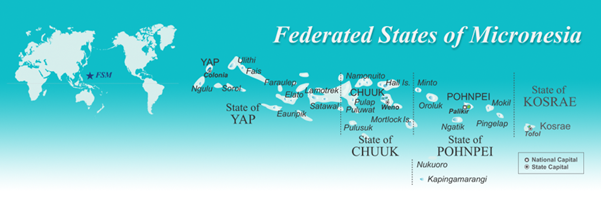 Federated States of Micronesia
FSM
YAP
Colonia
Ulithi
Fais
Ngulu
Sorol
State of
YAP
Paraulep
Elato
Lamotrek
Satawal
Eauripik
Namonuito
Hall Is.
CHUUK
Pulap
Puluwat
Weno
Mortlock Is.
Pulusuk
State of
CHUUK
Minto
Oroluk
POHNPEI
Palikir
Mokil
Ngatik
Pingelap
State of
POHNPEI
Nukuoro
Kapingamarangi
State of
KOSRAE
Kosrae
Tofol
National Capital
State Capital